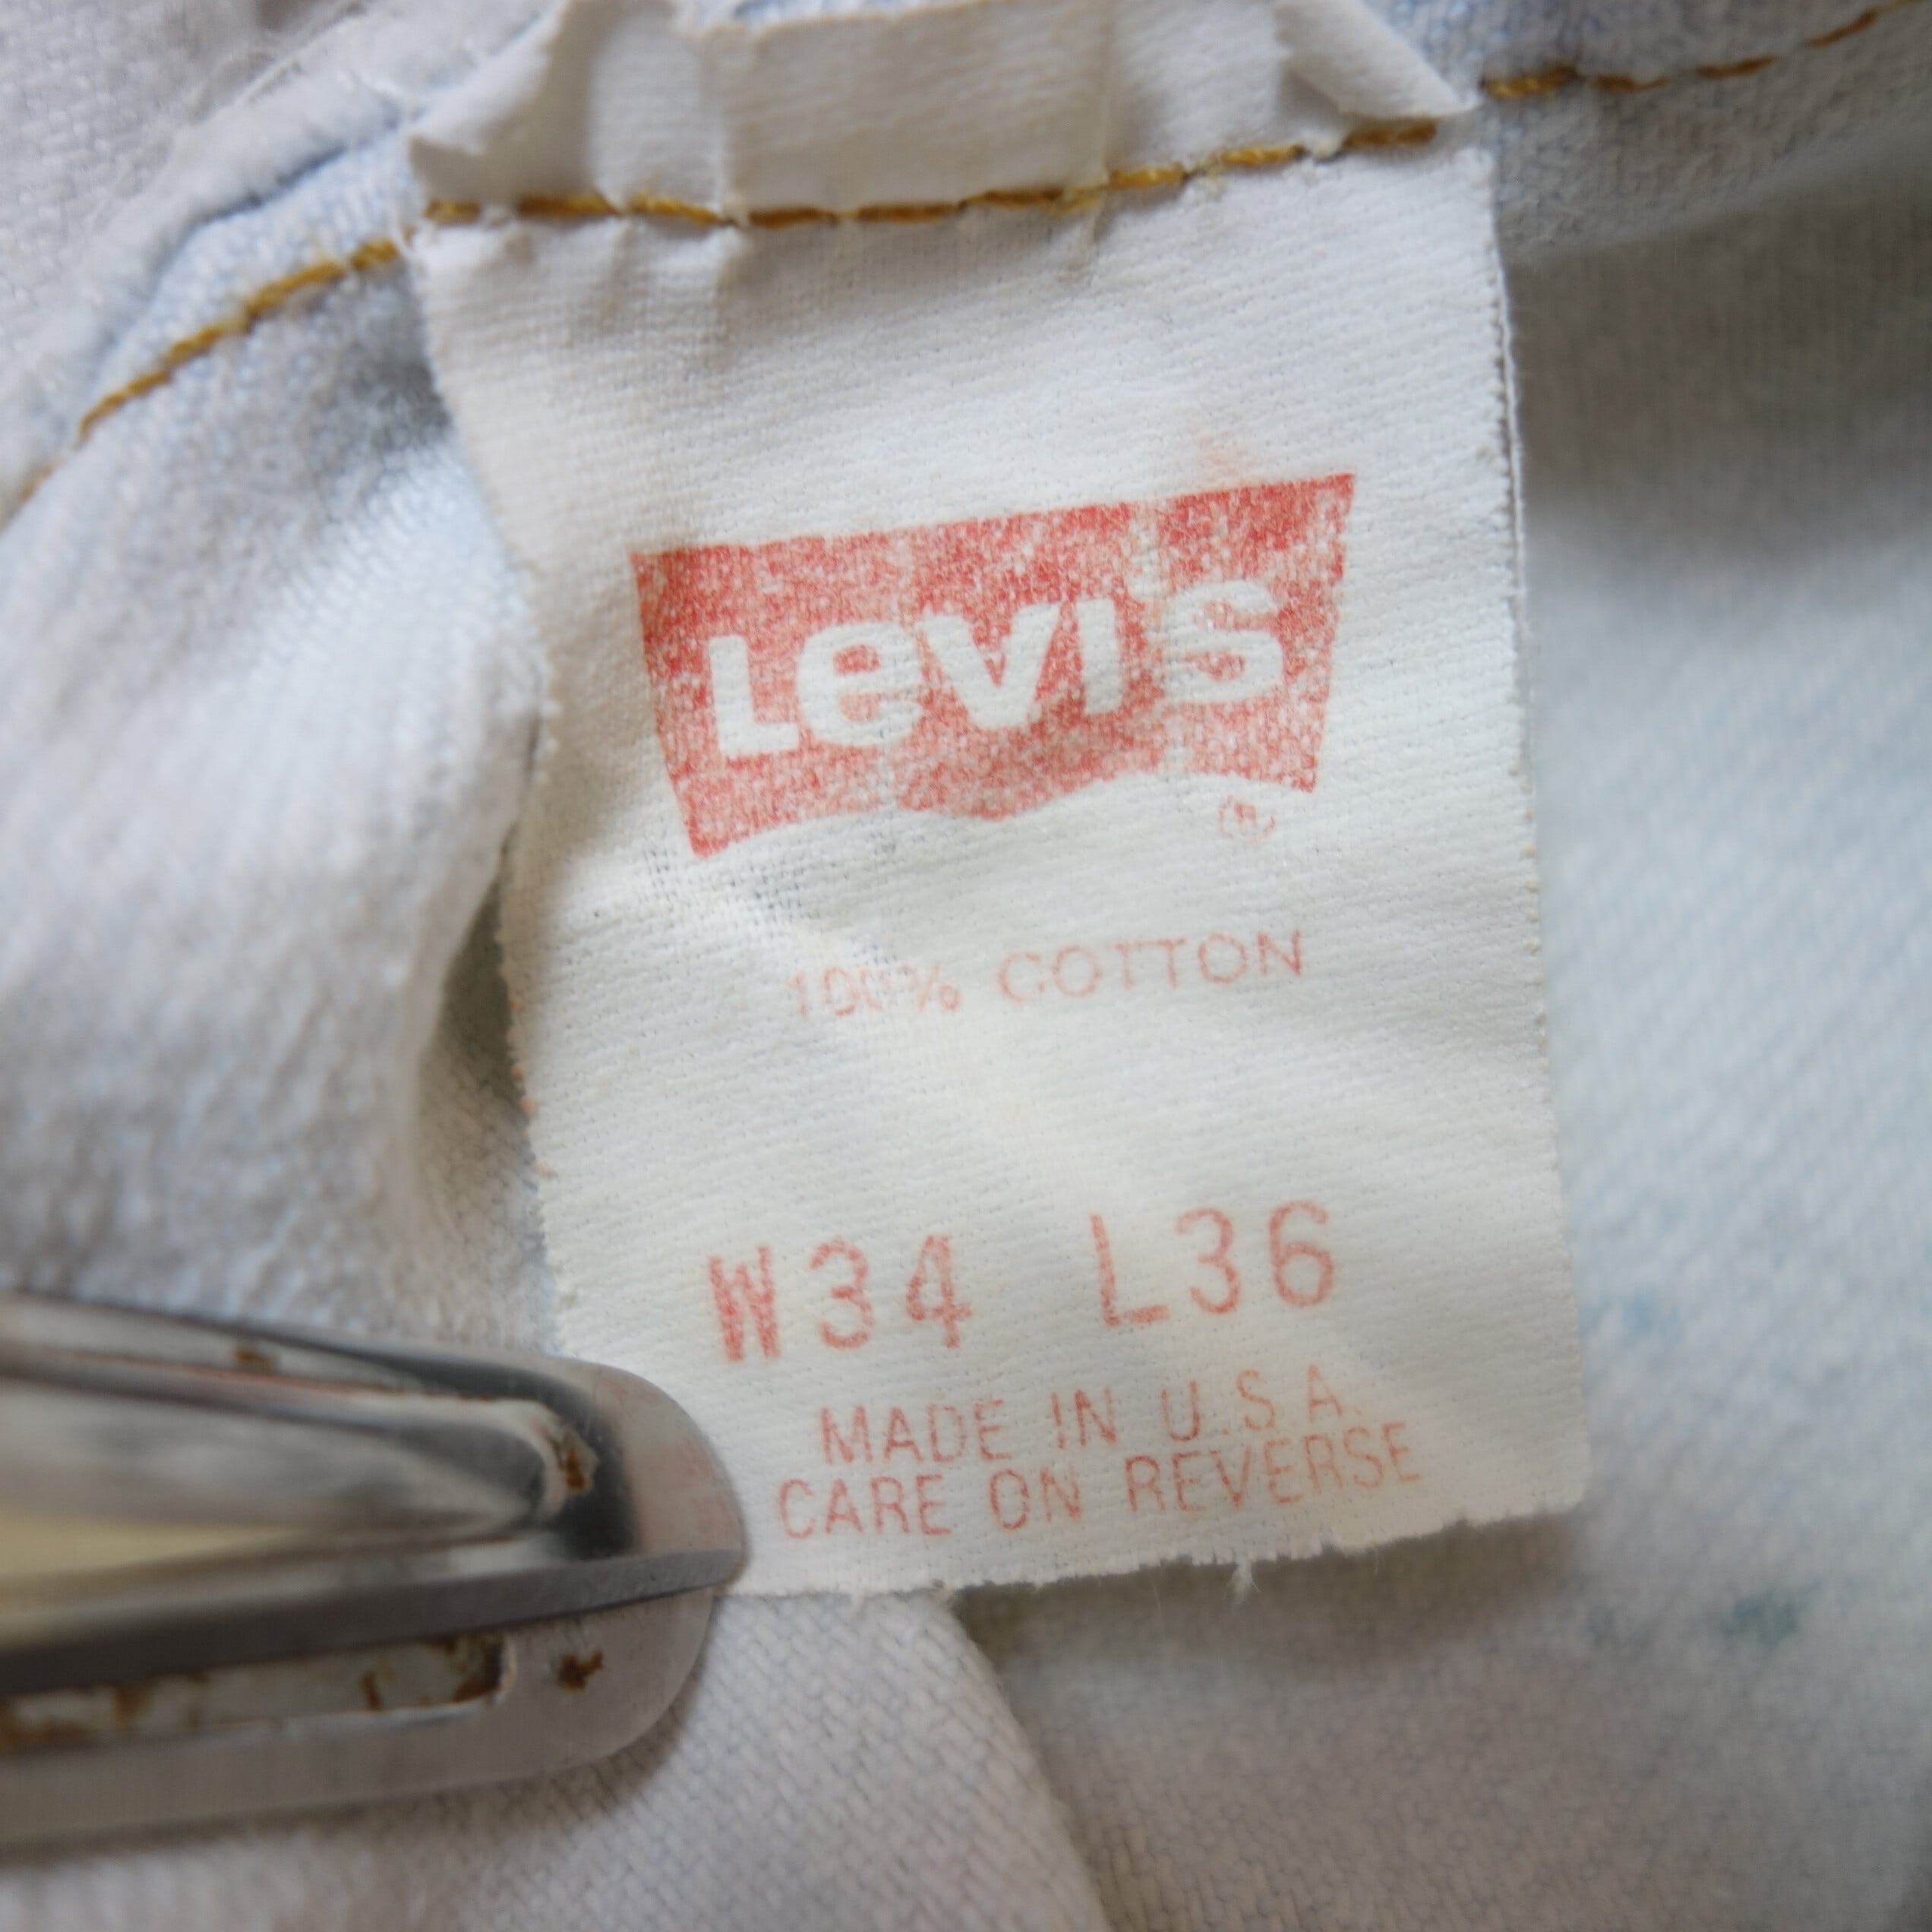 LEVI'S
®
100% COTTON
W34 L36
MADE IN U.S.A.
CARE ON REVERSE